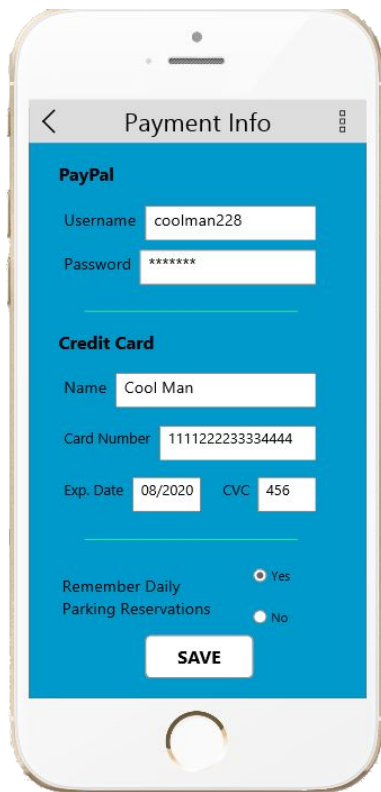 Payment Info
PayPal
Username coolman228
Password *******
Credit Card
Name Cool Man
Card Number 1111222233334444
Exp. Date 08/2020 CVC 456
Remember Daily Parking Reservations
Yes
No
SAVE